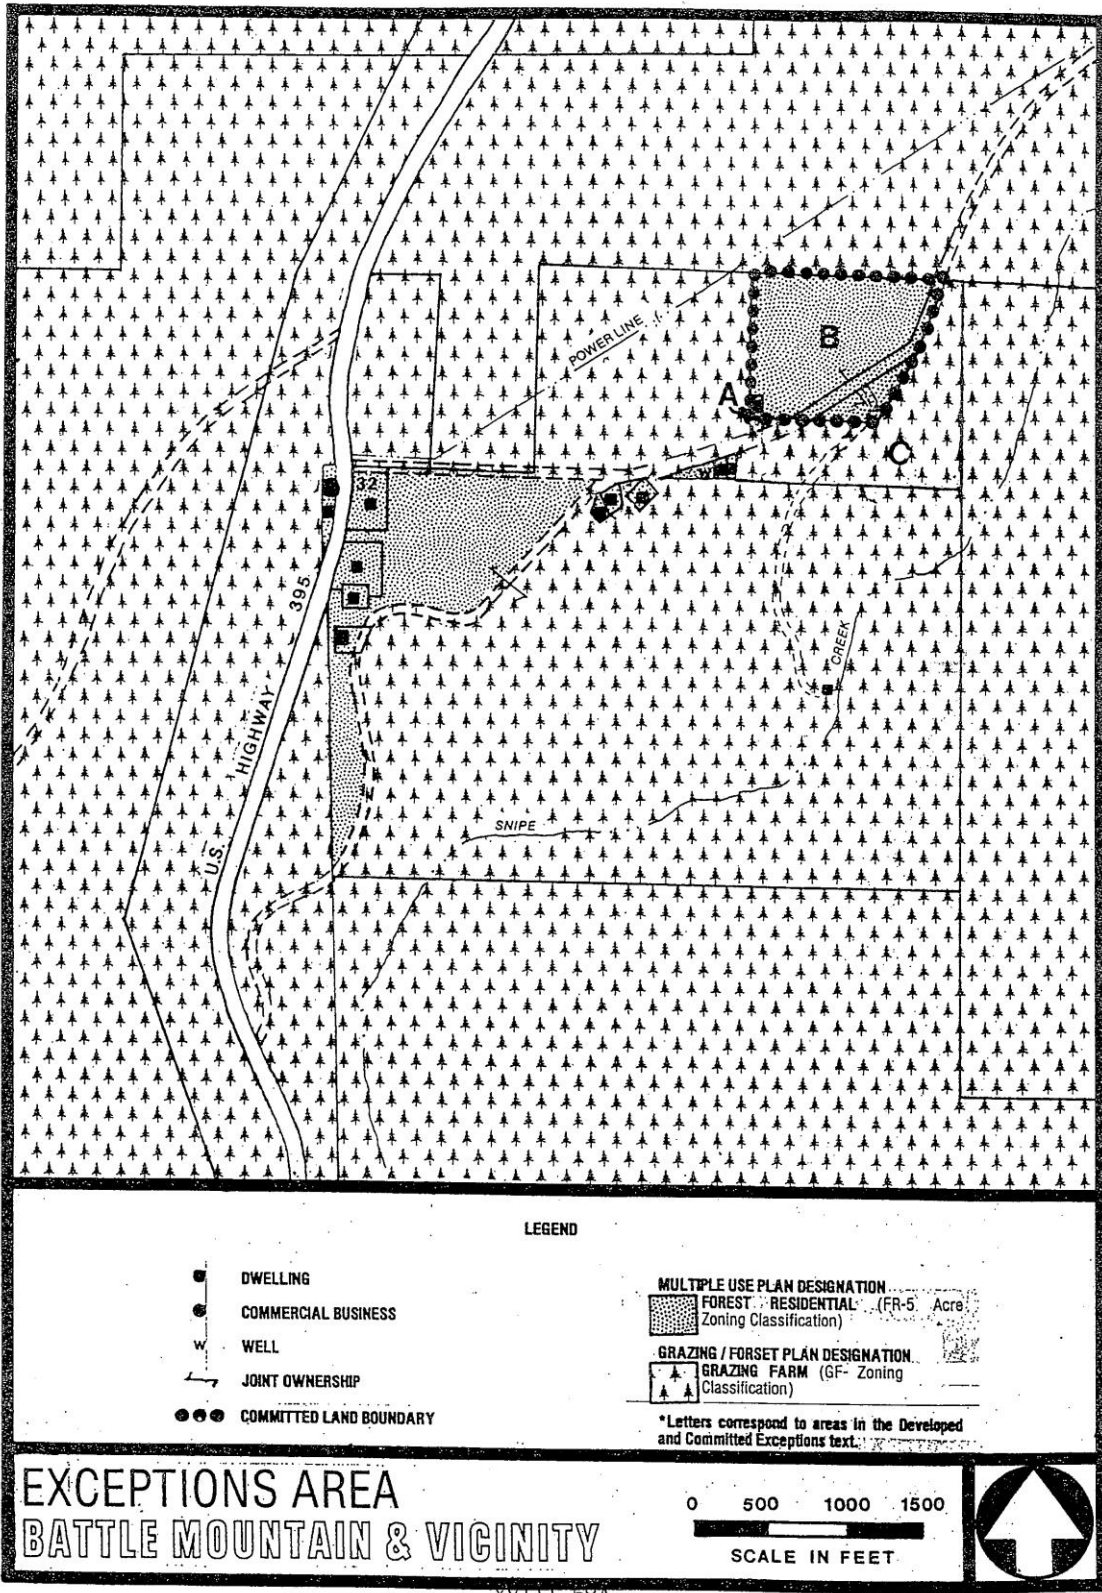 B
POWER LINE
A
C
W
32
395
CREEK
HIGHWAY
SNIPE
U.S.
LEGEND
DWELLING
COMMERCIAL BUSINESS
W WELL
JOINT OWNERSHIP
COMMITTED LAND BOUNDARY
MULTIPLE USE PLAN DESIGNATION
FOREST RESIDENTIAL (FR-5 Acre
Zoning Classification)
GRAZING / FORSET PLAN DESIGNATION
GRAZING FARM (GF- Zoning
Classification)
*Letters correspond to areas in the Developed
and Committed Exceptions text.
EXCEPTIONS AREA
BATTLE MOUNTAIN & VICINITY
0 500 1000 1500
SCALE IN FEET